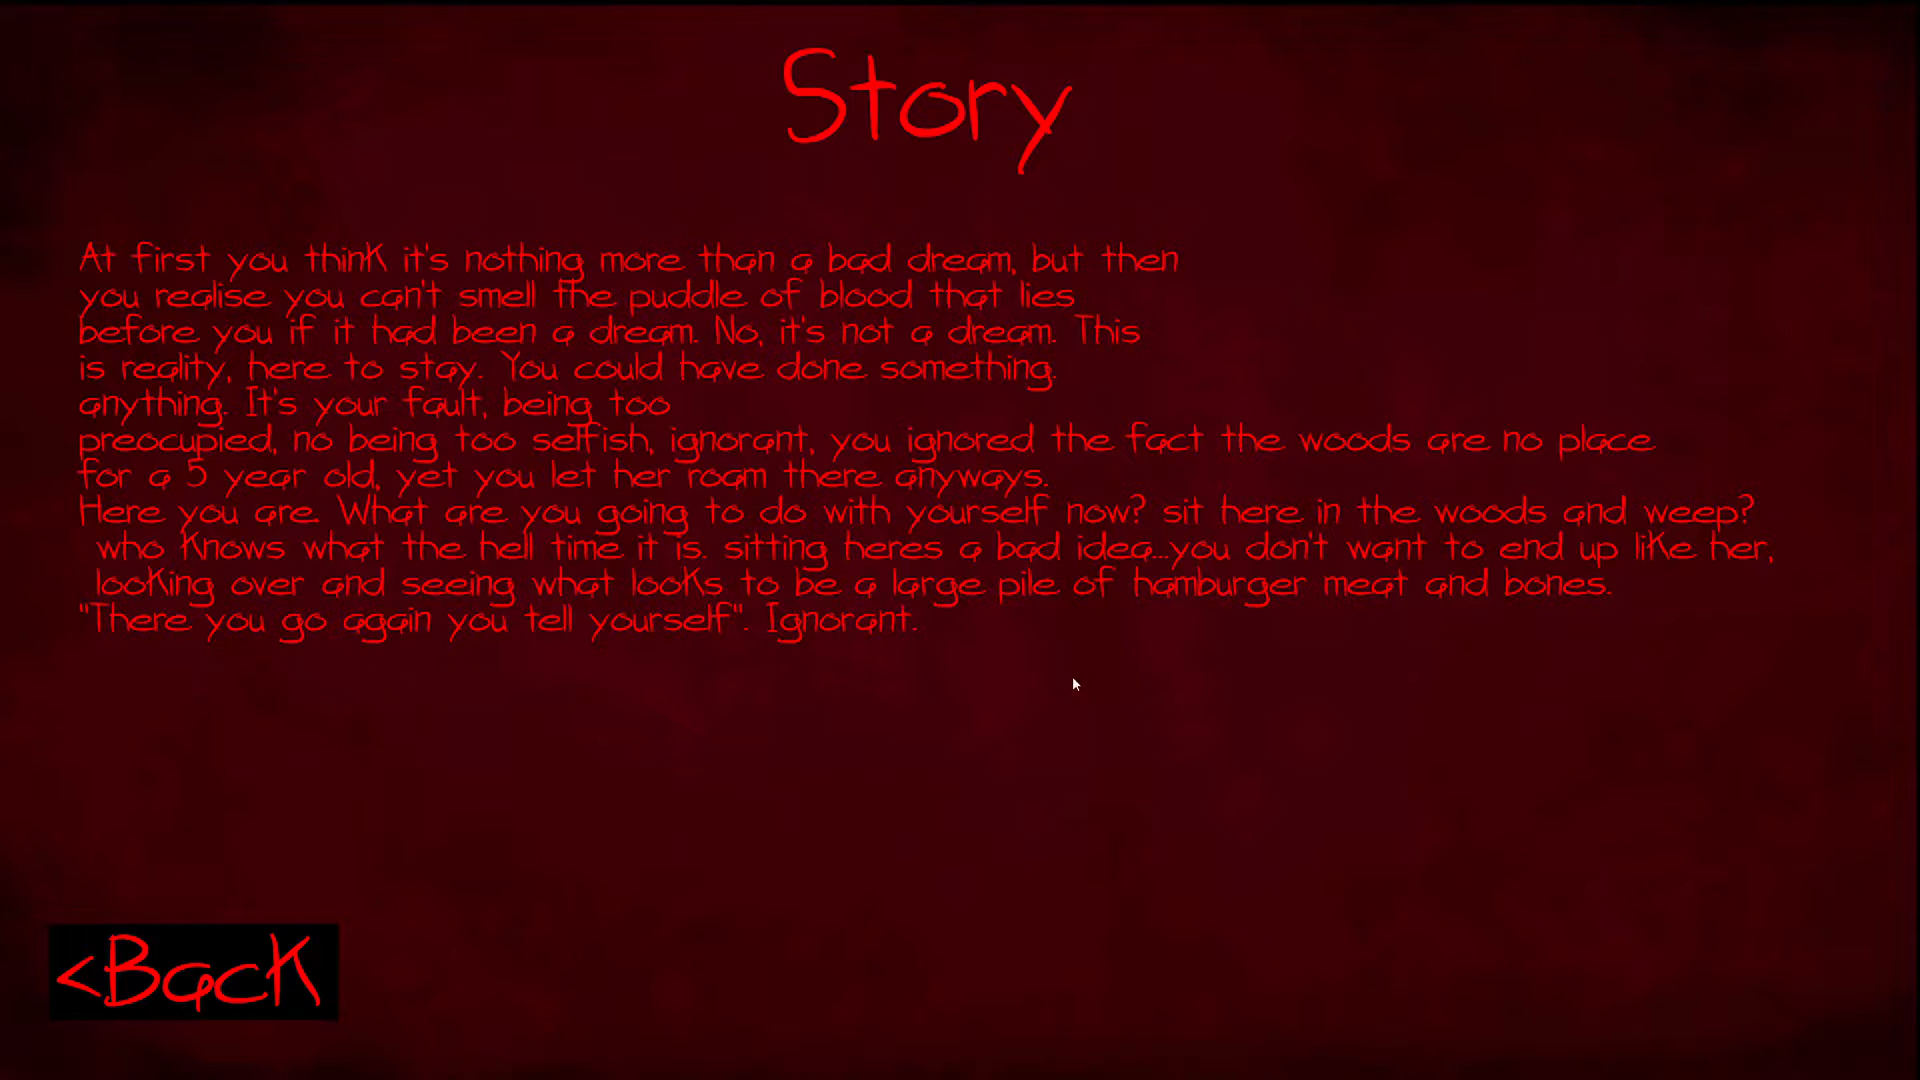 Story
At first you think it's nothing more than a bad dream, but then
you realise you can't smell the puddle of blood that lies
before you if it had been a dream. No, it's not a dream. This
is reality, here to stay. You could have done something.
anything. It's your fault, being too
preocupied, no being too selfish, ignorant, you ignored the fact the woods are no place
for a 5 year old, yet you let her roam there anyways.
Here you are. What are you going to do with yourself now? sit here in the woods and weep?
who knows what the hell time it is. sitting heres a bad idea...you don't want to end up like her,
looking over and seeing what looks to be a large pile of hamburger meat and bones.
"There you go again you tell yourself". Ignorant.
<Back